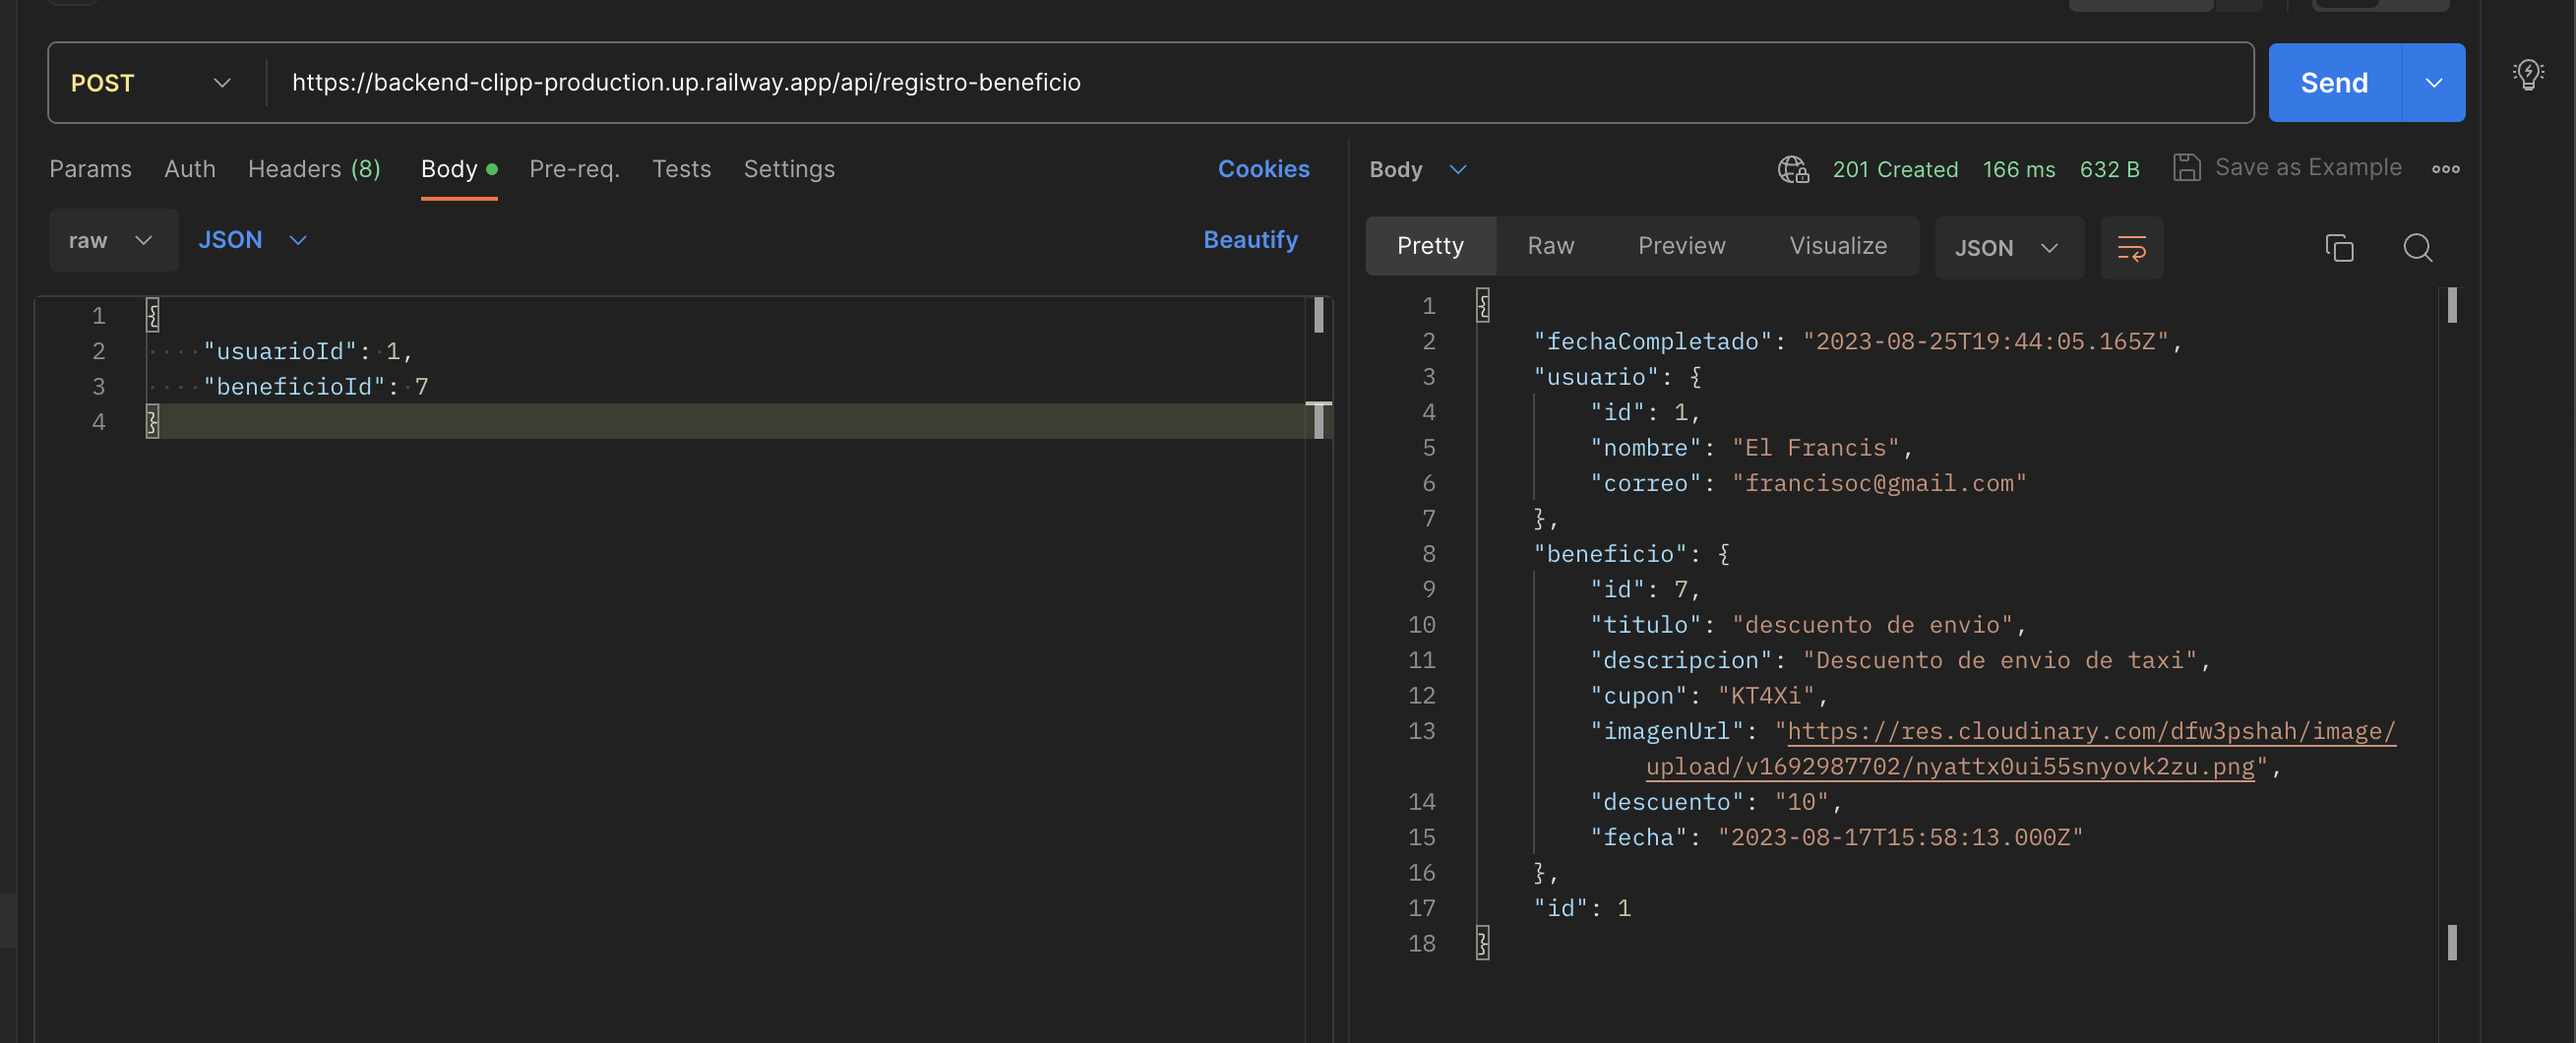 POST
https://backend-clipp-production.up.railway.app/api/registro-beneficio
Send
Params Auth Headers (8) Body Pre-req. Tests Settings Cookies
raw JSON Beautify
1 {
2 "usuarioId": 1,
3 "beneficioId": 7
4 }
Body 201 Created 166 ms 632 B Save as Example
Pretty Raw Preview Visualize JSON
1 {
2 "fechaCompletado": "2023-08-25T19:44:05.165Z",
3 "usuario": {
4 "id": 1,
5 "nombre": "El Francis",
6 "correo": "francisoc@gmail.com"
7 },
8 "beneficio": {
9 "id": 7,
10 "titulo": "descuento de envio",
11 "descripcion": "Descuento de envio de taxi",
12 "cupon": "KT4Xi",
13 "imagenUrl": "https://res.cloudinary.com/dfw3pshah/image/
upload/v1692987702/nyattx0ui55snyovk2zu.png",
14 "descuento": "10",
15 "fecha": "2023-08-17T15:58:13.000Z"
16 },
17 "id": 1
18 }